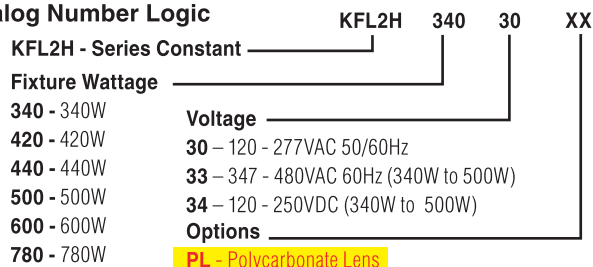 alog Number Logic
KFL2H 340 30 XX
KFL2H - Series Constant
Fixture Wattage
340 - 340W
420 - 420W
440 - 440W
500 - 500W
600 - 600W
780 - 780W
Voltage
30 – 120 - 277VAC 50/60Hz
33 – 347 - 480VAC 60Hz (340W to 500W)
34 – 120 - 250VDC (340W to 500W)
Options
PL - Polycarbonate Lens